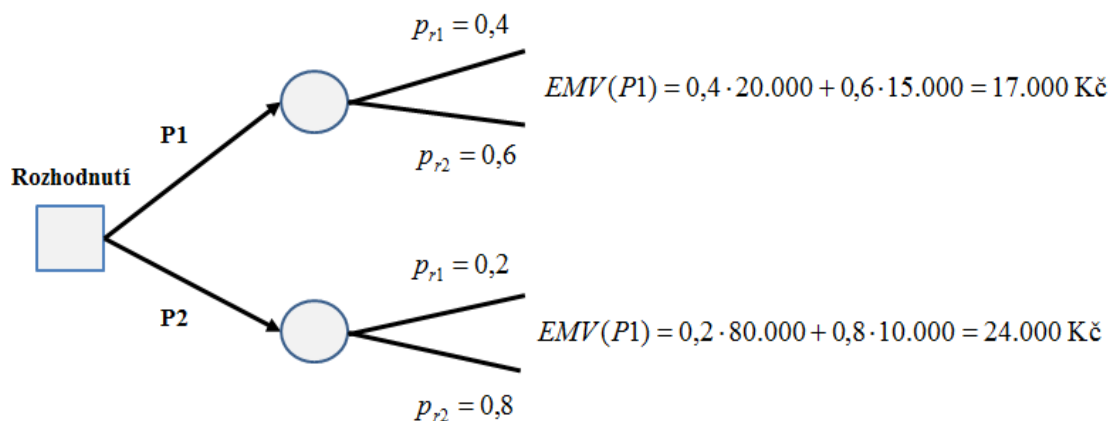 p_{r1} = 0,4
EMV(P1) = 0,4 · 20.000 + 0,6 · 15.000 = 17.000 Kč
P1
p_{r2} = 0,6
Rozhodnutí
p_{r1} = 0,2
P2
EMV(P1) = 0,2 · 80.000 + 0,8 · 10.000 = 24.000 Kč
p_{r2} = 0,8